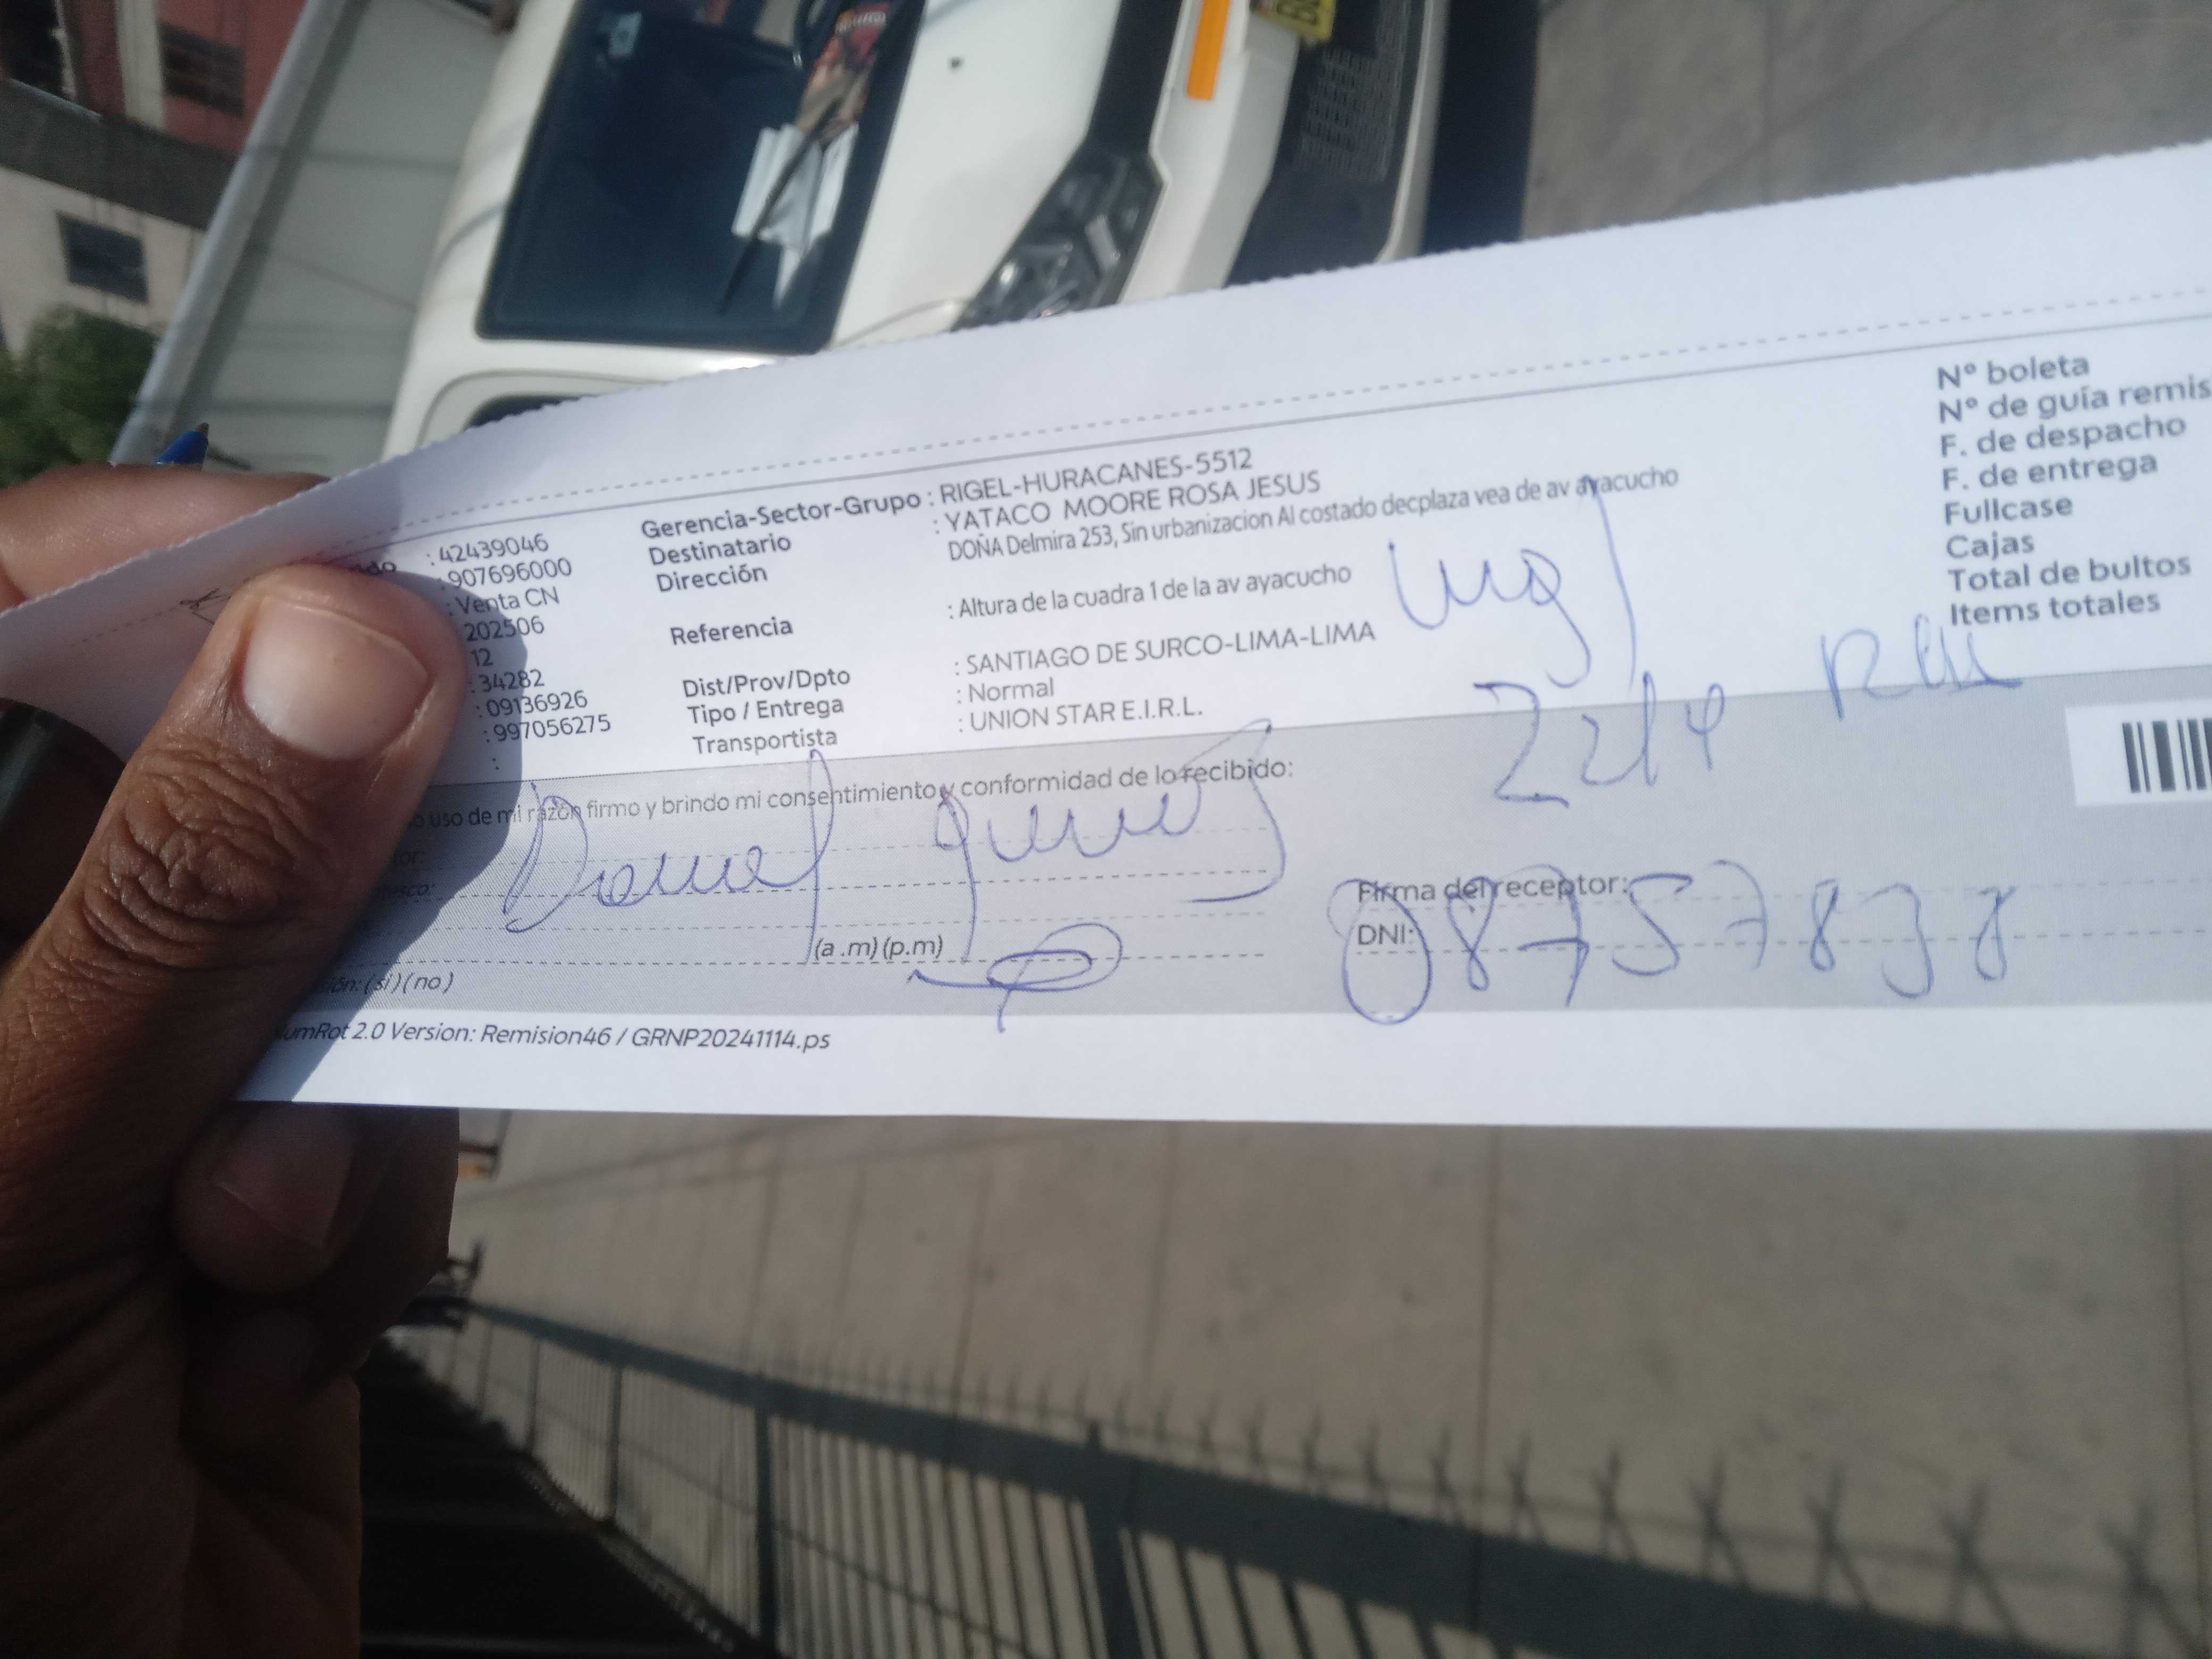 : 42439046
: 907696000
: Venta CN
202506
12
: 34282
: 09136926
: 997056275
:
Gerencia-Sector-Grupo : RIGEL-HURACANES-5512
Destinatario : YATACO MOORE ROSA JESUS
Dirección DOÑA Delmira 253, Sin urbanizacion Al costado decplaza vea de av ayacucho
Referencia : Altura de la cuadra 1 de la av ayacucho
Dist/Prov/Dpto : SANTIAGO DE SURCO-LIMA-LIMA
Tipo / Entrega : Normal
Transportista : UNION STAR E.I.R.L.
Nº boleta
Nº de guía remis
F. de despacho
F. de entrega
Fullcase
Cajas
Total de bultos
Items totales
uso de mi razón firmo y brindo mi consentimiento y conformidad de lo recibido:
Firma del receptor:
DNI: 08757838
(a .m) (p.m)
(si) (no)
2.0 Version: Remision46 / GRNP20241114.ps